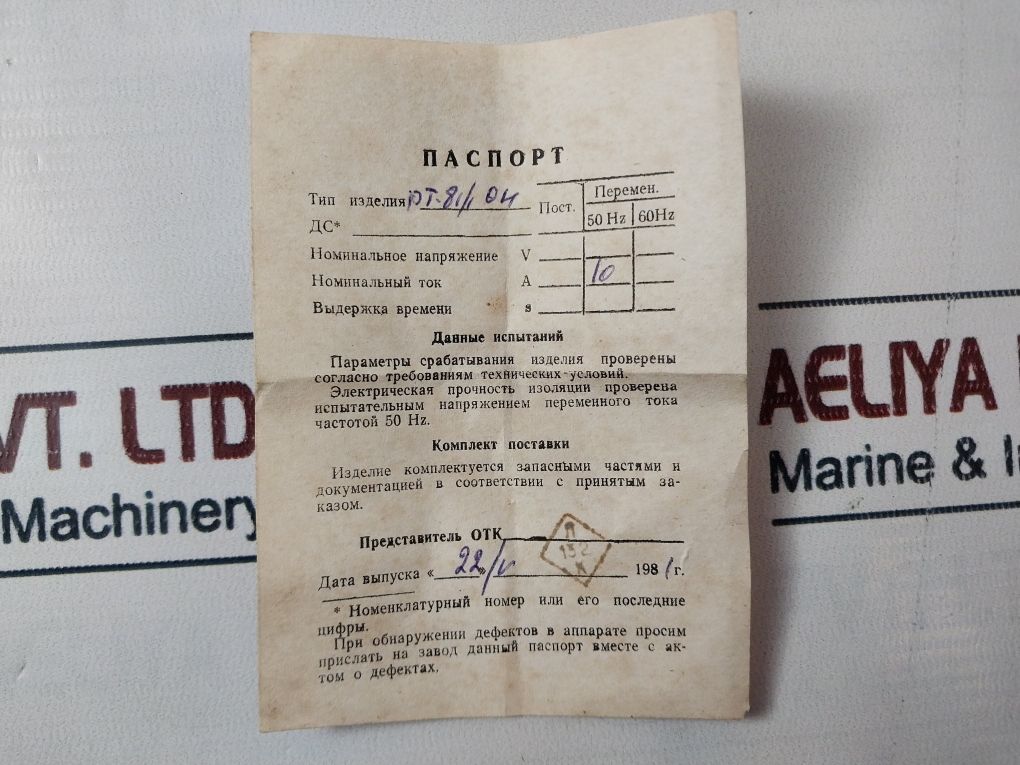 ПАСПОРТ
Тип изделия РТ-81/1 ОН
ДС*
Пост. Перемен.
50 Hz 60Hz
Номинальное напряжение V
Номинальный ток A 10
Выдержка времени s
Данные испытаний
Параметры срабатывания изделия проверены
согласно требованиям технических условий.
Электрическая прочность изоляции проверена
испытательным напряжением переменного тока
частотой 50 Hz.
Комплект поставки
Изделие комплектуется запасными частями и
документацией в соответствии с принятым за-
казом.
Представитель ОТК
132
К
Дата выпуска «22» V 1981 г.
* Номенклатурный номер или его последние
цифры.
При обнаружении дефектов в аппарате просим
прислать на завод данный паспорт вместе с ак-
том о дефектах.
VT. LTD
Machinery
AELIYA
Marine & I